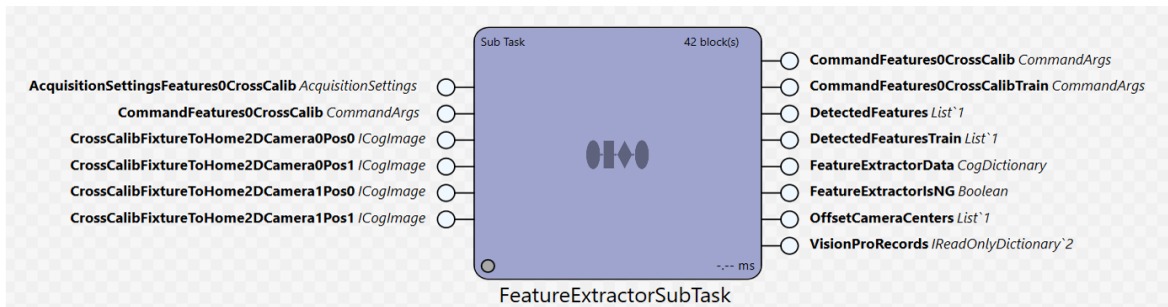 Sub Task 42 block(s)
AcquisitionSettingsFeatures0CrossCalib AcquisitionSettings
CommandFeatures0CrossCalib CommandArgs
CrossCalibFixtureToHome2DCamera0Pos0 ICogImage
CrossCalibFixtureToHome2DCamera0Pos1 ICogImage
CrossCalibFixtureToHome2DCamera1Pos0 ICogImage
CrossCalibFixtureToHome2DCamera1Pos1 ICogImage
CommandFeatures0CrossCalib CommandArgs
CommandFeatures0CrossCalibTrain CommandArgs
DetectedFeatures List`1
DetectedFeaturesTrain List`1
FeatureExtractorData CogDictionary
FeatureExtractorIsNG Boolean
OffsetCameraCenters List`1
VisionProRecords IReadOnlyDictionary`2
-.-- ms
FeatureExtractorSubTask